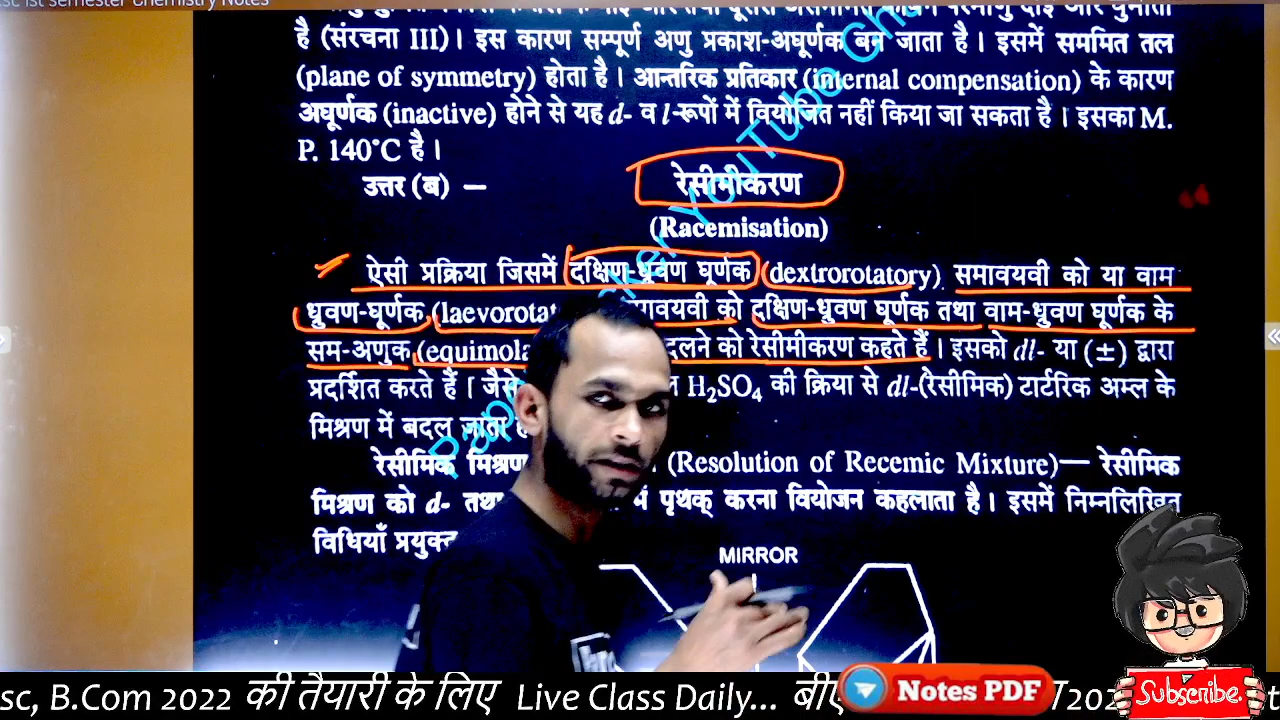 sc 1st semester Chemistry Notes
है (संरचना III)। इस कारण सम्पूर्ण अणु प्रकाश-अघूर्णक बन जाता है। इसमें सममित तल
(plane of symmetry) होता है। आन्तरिक प्रतिकार (internal compensation) के कारण
अघूर्णक (inactive) होने से यह d- व l-रूपों में वियोजित नहीं किया जा सकता है। इसका M.
P. 140°C है।
उत्तर (ब) —
रेसीमीकरण
(Racemisation)
ऐसी प्रक्रिया जिसमें दक्षिण-ध्रुवण घूर्णक (dextrorotatory) समावयवी को या वाम
ध्रुवण-घूर्णक (laevorotat मावयवी को दक्षिण-ध्रुवण घूर्णक तथा वाम-ध्रुवण घूर्णक के
सम-अणुक (equimola दलने को रेसीमीकरण कहते हैं। इसको dl- या (±) द्वारा
प्रदर्शित करते हैं। जैसे H₂SO₄ की क्रिया से dl-(रेसीमिक) टार्टरिक अम्ल के
मिश्रण में बदल जाता है
रेसीमिक मिश्रण (Resolution of Recemic Mixture)— रेसीमिक
मिश्रण को d- तथा में पृथक् करना वियोजन कहलाता है। इसमें निम्नलिखित
विधियाँ प्रयुक्त
MIRROR
YouTube Cha
sc, B.Com 2022 की तैयारी के लिए Live Class Daily... बीए
Notes PDF
Subscribe.